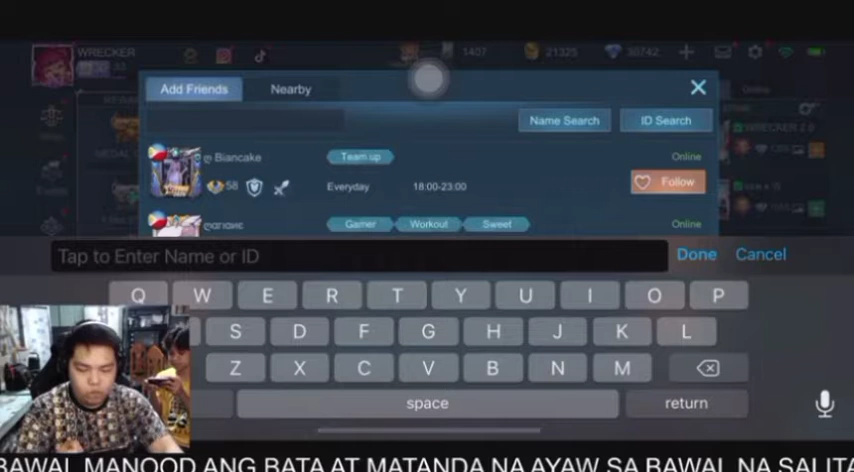 WRECKER
1407 21325 30742
Add Friends Nearby
Name Search ID Search
Biancake Team up Online
58 Everyday 18:00-23:00 Follow
Gamer Workout Sweet Online
Tap to Enter Name or ID Done Cancel
Q W E R T Y U I O P
S D F G H J K L
Z X C V B N M
space return
BAWAL MANOOD ANG BATA AT MATANDA NA AYAW SA BAWAL NA SALITA